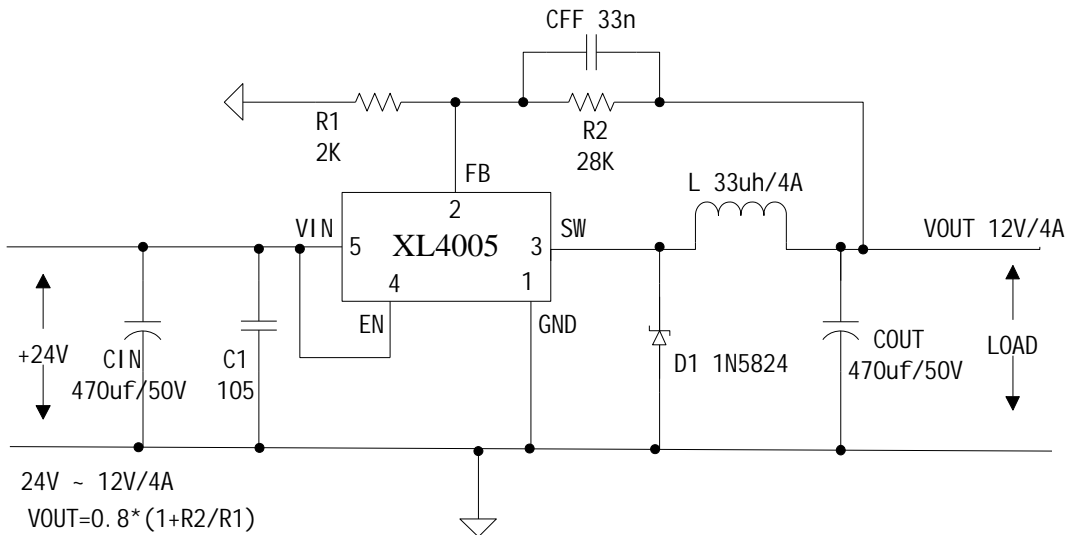 CFF 33n
R1
2K
R2
28K
FB
L 33uh/4A
VIN
2
SW
VOUT 12V/4A
5
XL4005
3
4
1
EN
GND
+24V
CIN
470uf/50V
C1
105
D1 1N5824
COUT
470uf/50V
LOAD
24V ~ 12V/4A
VOUT=0.8*(1+R2/R1)